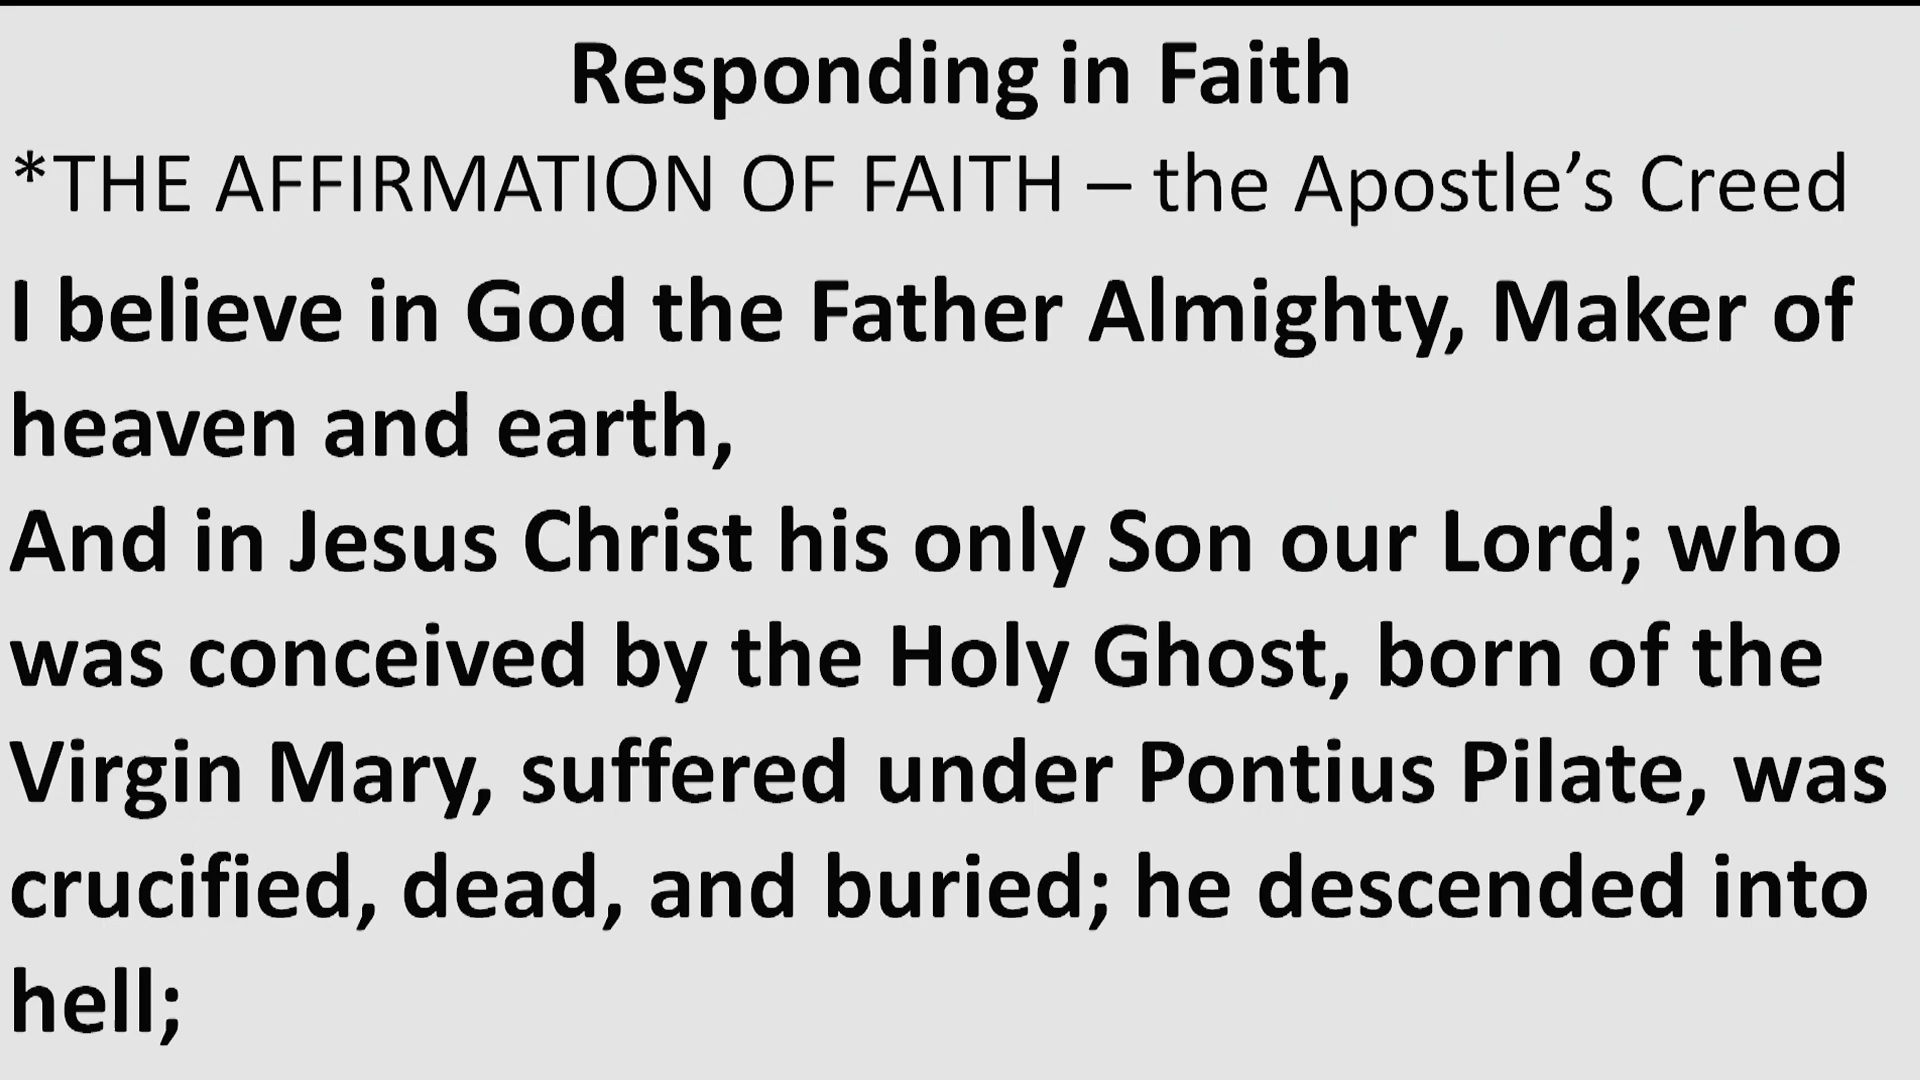 Responding in Faith
*THE AFFIRMATION OF FAITH – the Apostle’s Creed
I believe in God the Father Almighty, Maker of
heaven and earth,
And in Jesus Christ his only Son our Lord; who
was conceived by the Holy Ghost, born of the
Virgin Mary, suffered under Pontius Pilate, was
crucified, dead, and buried; he descended into
hell;